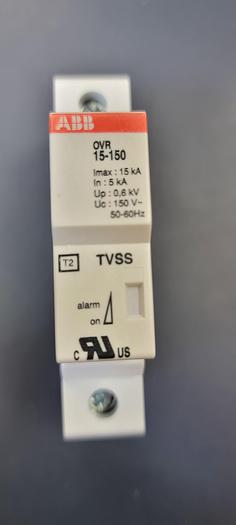 ABB
OVR
15-150
Imax : 15 kA
In : 5 kA
Up : 0,6 kV
Uc : 150 V~
50-60Hz
T2 TVSS
alarm
on
c RU US